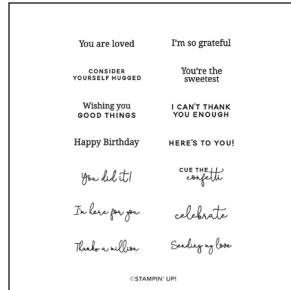 You are loved
I'm so grateful
CONSIDER
YOURSELF HUGGED
You're the
sweetest
Wishing you
GOOD THINGS
I CAN'T THANK
YOU ENOUGH
Happy Birthday
HERE'S TO YOU!
You did it!
CUE THE
confetti
I'm here for you
celebrate
Thanks a million
Sending my love
©STAMPIN' UP!